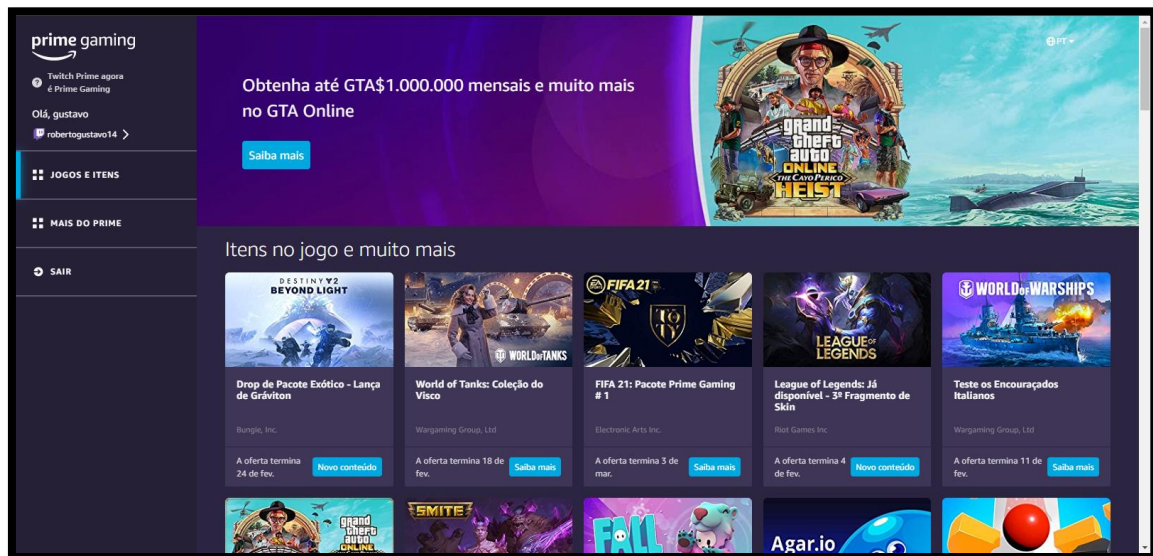 prime gaming
Twitch Prime agora
é Prime Gaming
Olá, gustavo
robertogustavo14
JOGOS E ITENS
MAIS DO PRIME
SAIR
PT
Obtenha até GTA$1.000.000 mensais e muito mais
no GTA Online
Saiba mais
grand
theft
auto
ONLINE
THE CAYO PERICO
HEIST
Itens no jogo e muito mais
DESTINY 2
BEYOND LIGHT
Drop de Pacote Exótico - Lança
de Gráviton
Bungie, Inc.
A oferta termina
24 de fev.
Novo conteúdo
WORLD OF TANKS
World of Tanks: Coleção do
Visco
Wargaming Group, Ltd
A oferta termina 18 de
fev.
Saiba mais
EA SPORTS
FIFA 21
TOTY
FIFA 21: Pacote Prime Gaming
# 1
Electronic Arts Inc.
A oferta termina 3 de
mar.
Saiba mais
LEAGUE OF
LEGENDS
League of Legends: Já
disponível - 3º Fragmento de
Skin
Riot Games Inc
A oferta termina 4
de fev.
Novo conteúdo
WORLD OF WARSHIPS
Teste os Encouraçados
Italianos
Wargaming Group, Ltd
A oferta termina 11 de
fev.
Saiba mais
grand
theft
auto
ONLINE
SMITE
FALL
Agar.io